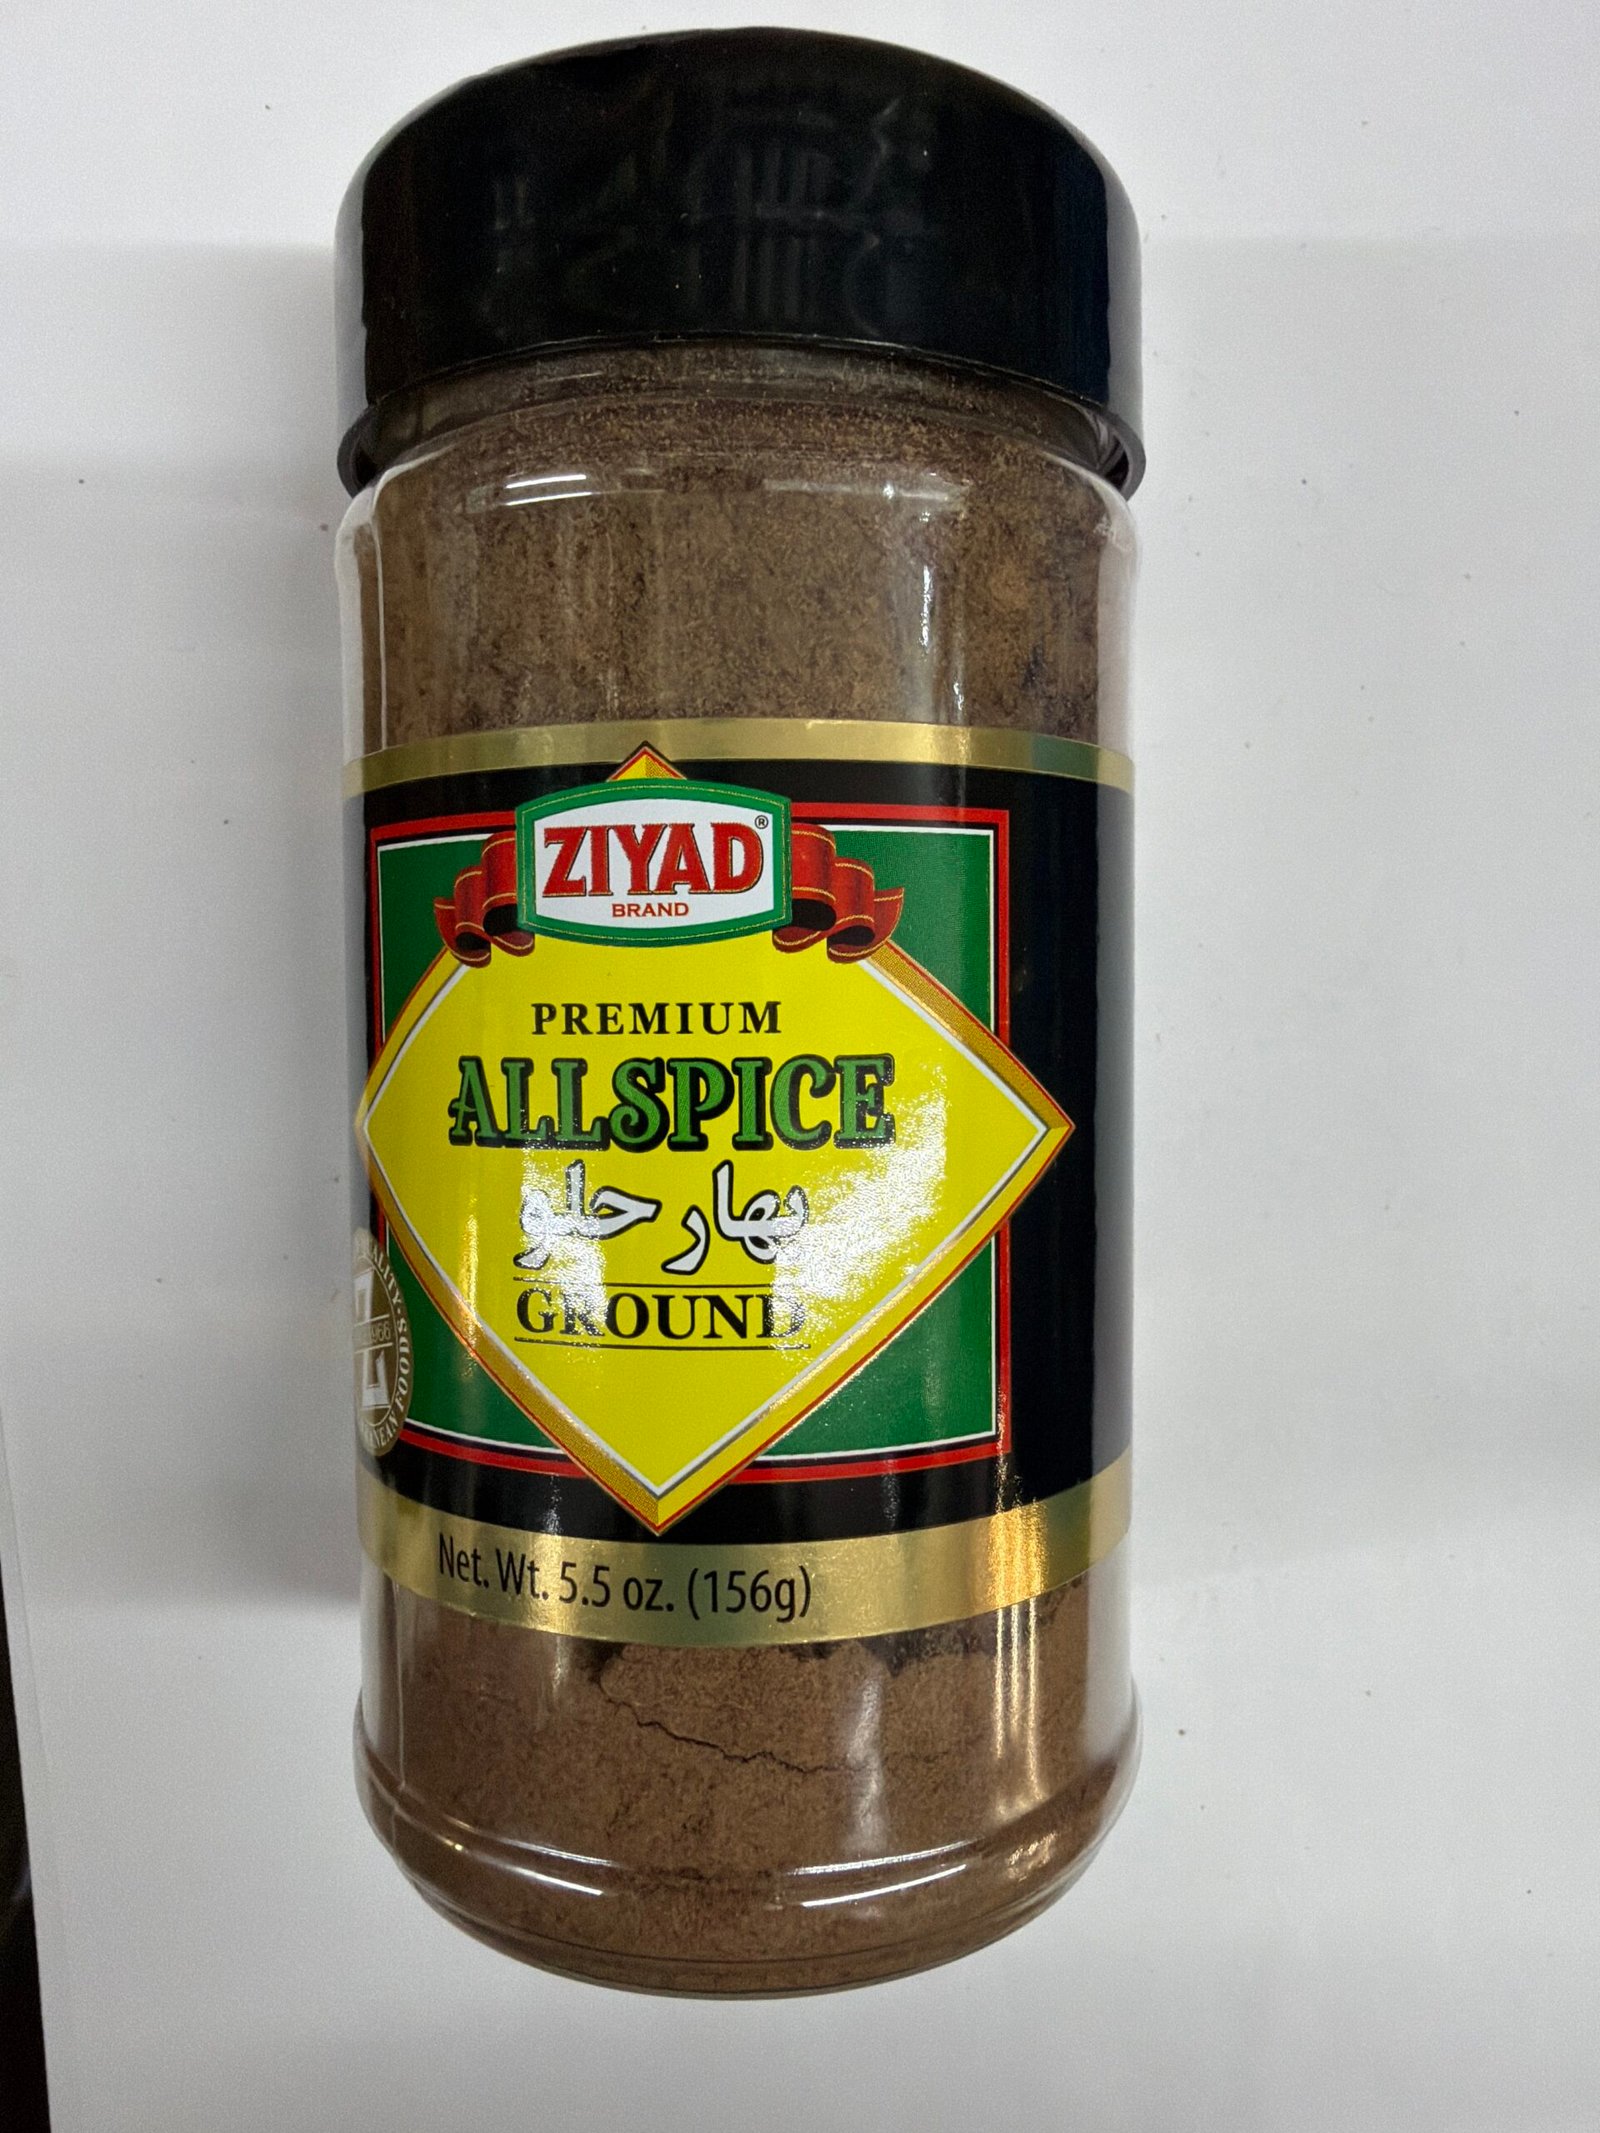 ZIYAD®
BRAND
PREMIUM
ALLSPICE
بهار حلو
GROUND
Net. Wt. 5.5 oz. (156g)